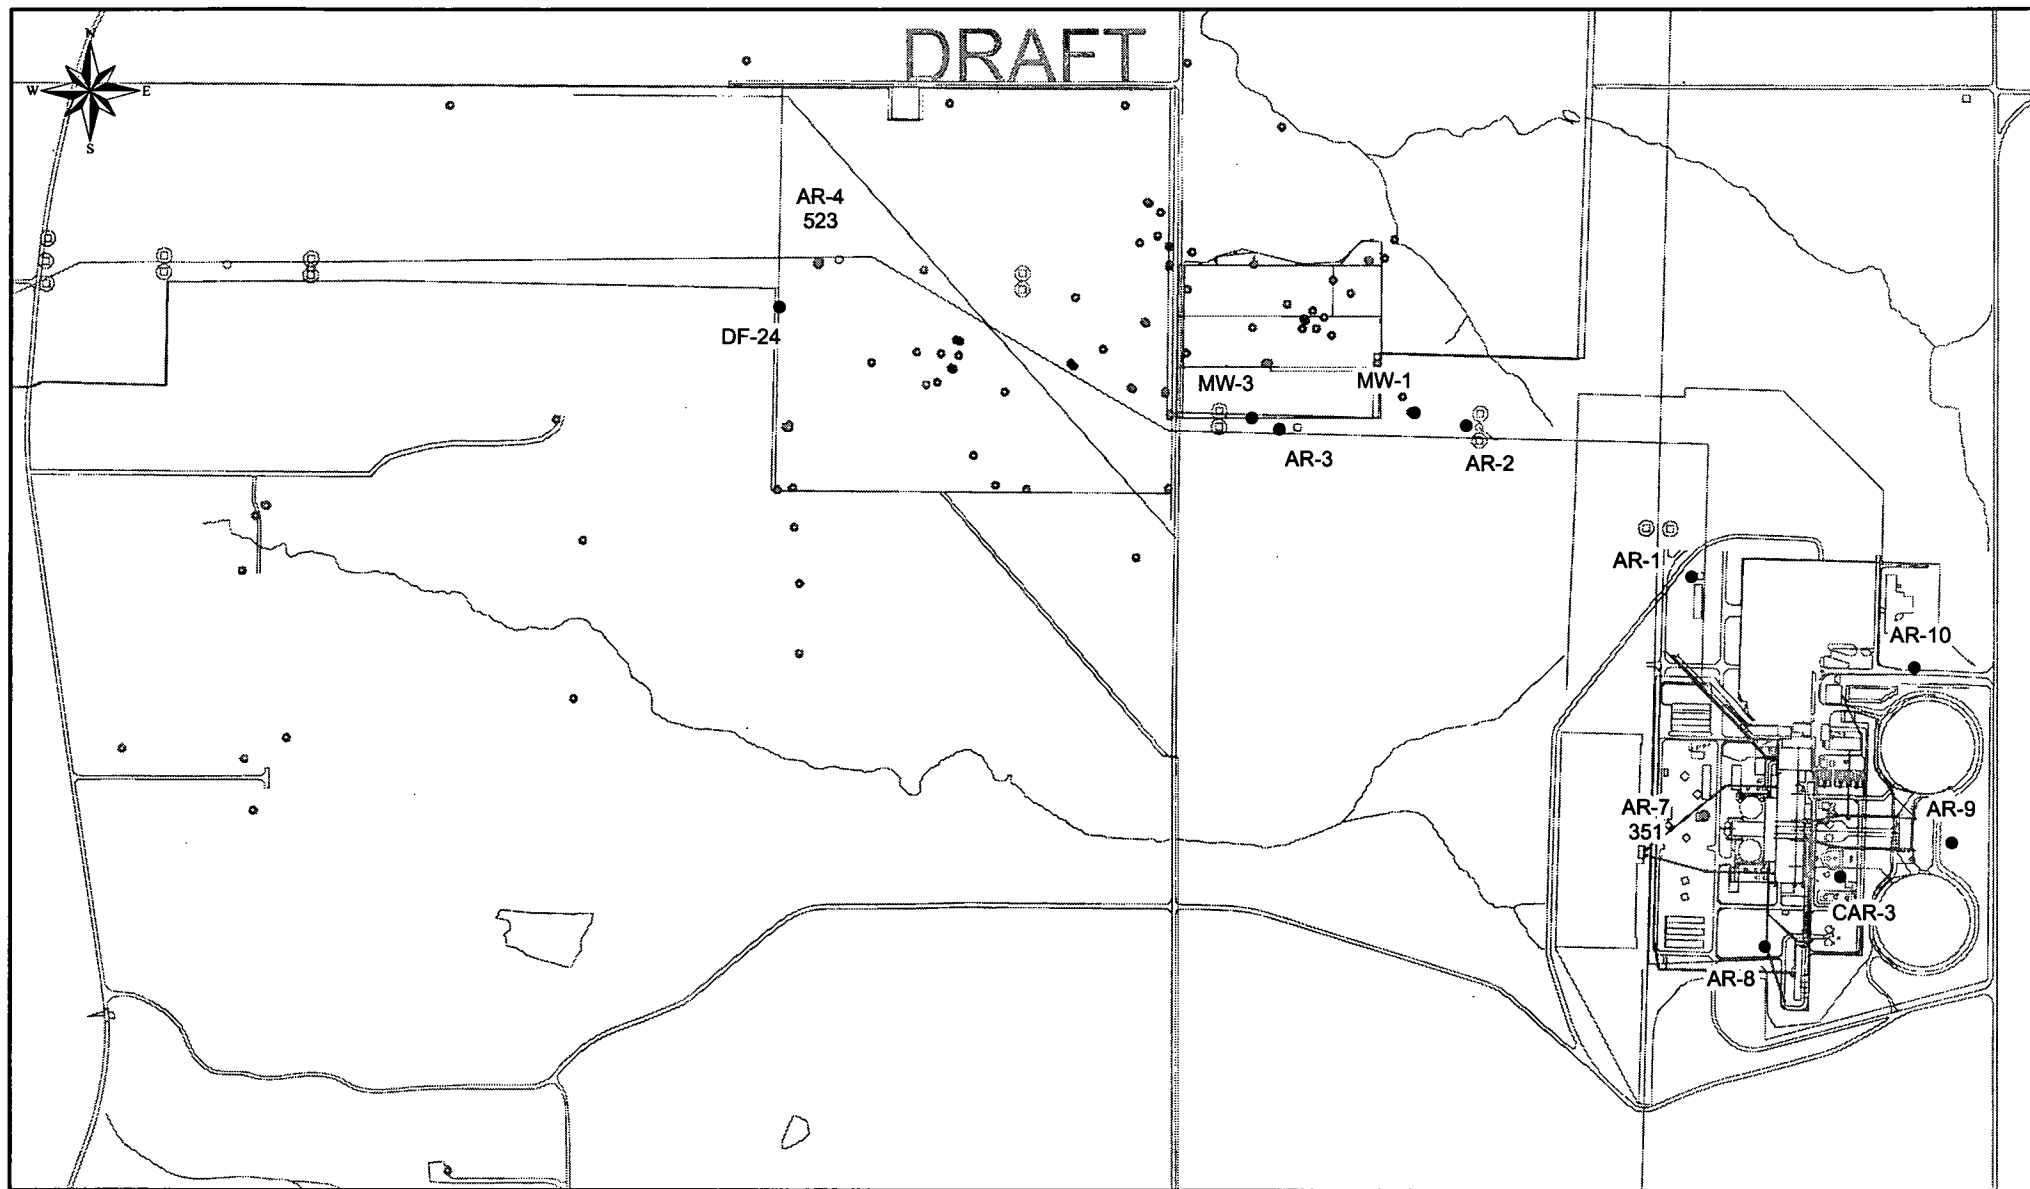 DRAFT
N
W E
S
AR-4
523
DF-24
MW-3
MW-1
AR-3
AR-2
AR-1
AR-10
AR-7
351
AR-9
CAR-3
AR-8